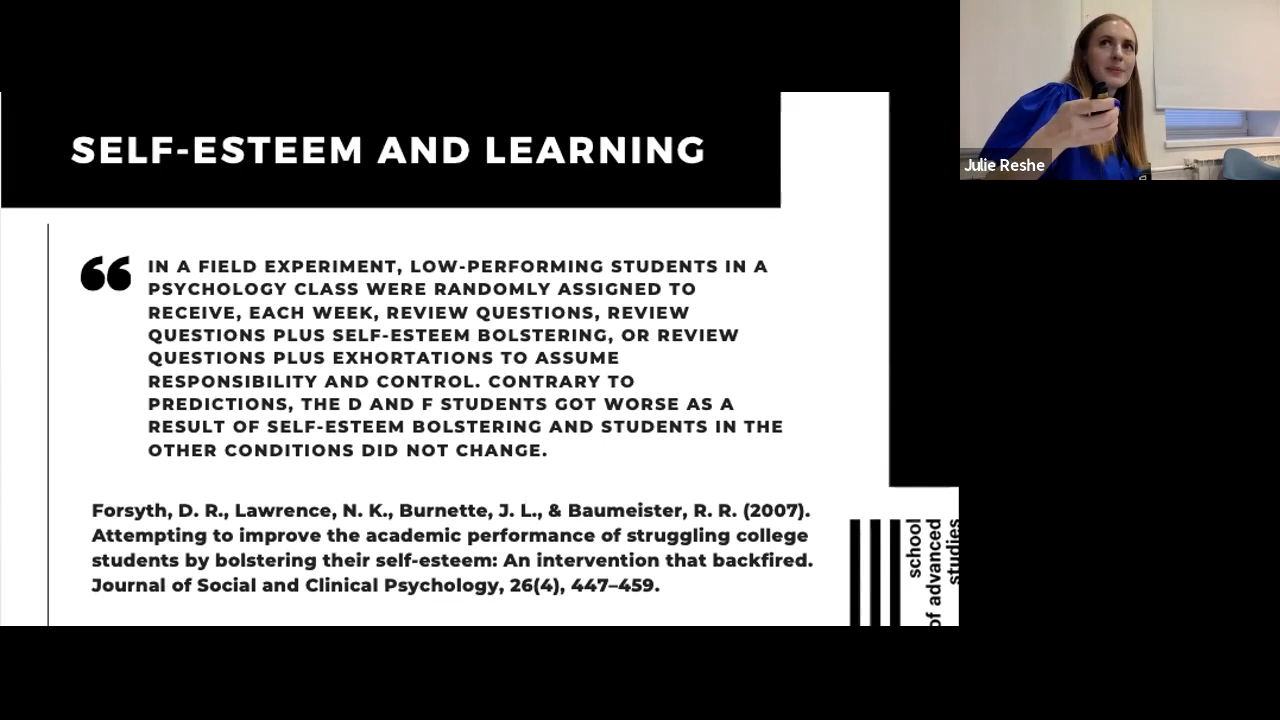 SELF-ESTEEM AND LEARNING
“
IN A FIELD EXPERIMENT, LOW-PERFORMING STUDENTS IN A
PSYCHOLOGY CLASS WERE RANDOMLY ASSIGNED TO
RECEIVE, EACH WEEK, REVIEW QUESTIONS, REVIEW
QUESTIONS PLUS SELF-ESTEEM BOLSTERING, OR REVIEW
QUESTIONS PLUS EXHORTATIONS TO ASSUME
RESPONSIBILITY AND CONTROL. CONTRARY TO
PREDICTIONS, THE D AND F STUDENTS GOT WORSE AS A
RESULT OF SELF-ESTEEM BOLSTERING AND STUDENTS IN THE
OTHER CONDITIONS DID NOT CHANGE.
Forsyth, D. R., Lawrence, N. K., Burnette, J. L., & Baumeister, R. R. (2007).
Attempting to improve the academic performance of struggling college
students by bolstering their self-esteem: An intervention that backfired.
Journal of Social and Clinical Psychology, 26(4), 447–459.
school
of advanced
studies
Julie Reshe